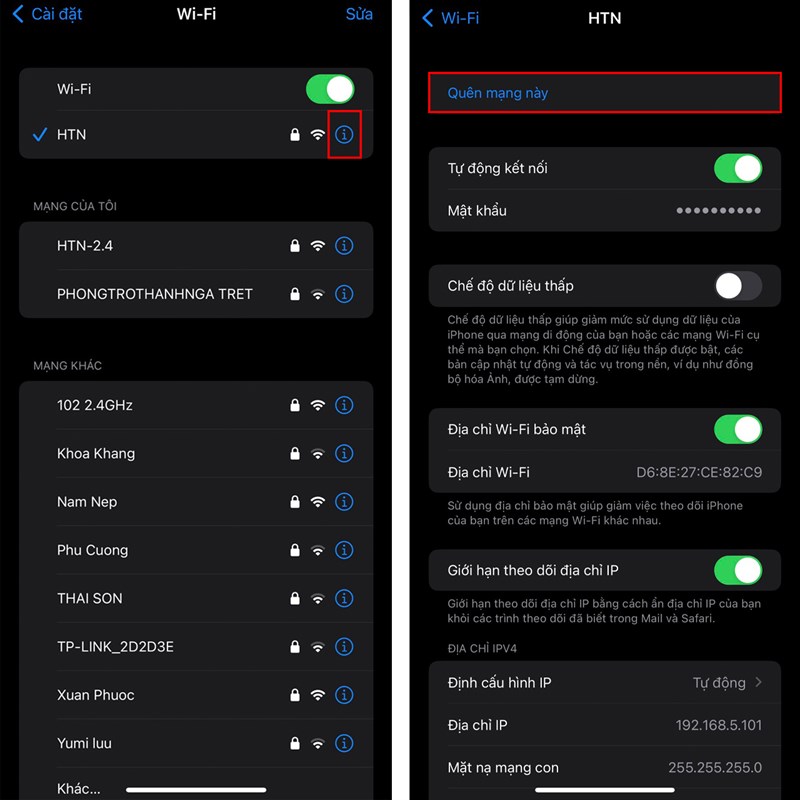 Cài đặt
Wi-Fi
Sửa
Wi-Fi
HTN
MẠNG CỦA TÔI
HTN-2.4
PHONGTROTHANHNGA TRET
MẠNG KHÁC
102 2.4GHz
Khoa Khang
Nam Nep
Phu Cuong
THAI SON
TP-LINK_2D2D3E
Xuan Phuoc
Yumi luu
Khác...
Wi-Fi
HTN
Quên mạng này
Tự động kết nối
Mật khẩu ●●●●●●●●●●
Chế độ dữ liệu thấp
Chế độ dữ liệu thấp giúp giảm mức sử dụng dữ liệu của
iPhone qua mạng di động của bạn hoặc các mạng Wi-Fi cụ
thể mà bạn chọn. Khi Chế độ dữ liệu thấp được bật, các
bản cập nhật tự động và tác vụ trong nền, ví dụ như đồng
bộ hóa Ảnh, được tạm dừng.
Địa chỉ Wi-Fi bảo mật
Địa chỉ Wi-Fi D6:8E:27:CE:82:C9
Sử dụng địa chỉ bảo mật giúp giảm việc theo dõi iPhone
của bạn trên các mạng Wi-Fi khác nhau.
Giới hạn theo dõi địa chỉ IP
Giới hạn theo dõi địa chỉ IP bằng cách ẩn địa chỉ IP của bạn
khỏi các trình theo dõi đã biết trong Mail và Safari.
ĐỊA CHỈ IPV4
Định cấu hình IP Tự động
Địa chỉ IP 192.168.5.101
Mặt nạ mạng con 255.255.255.0